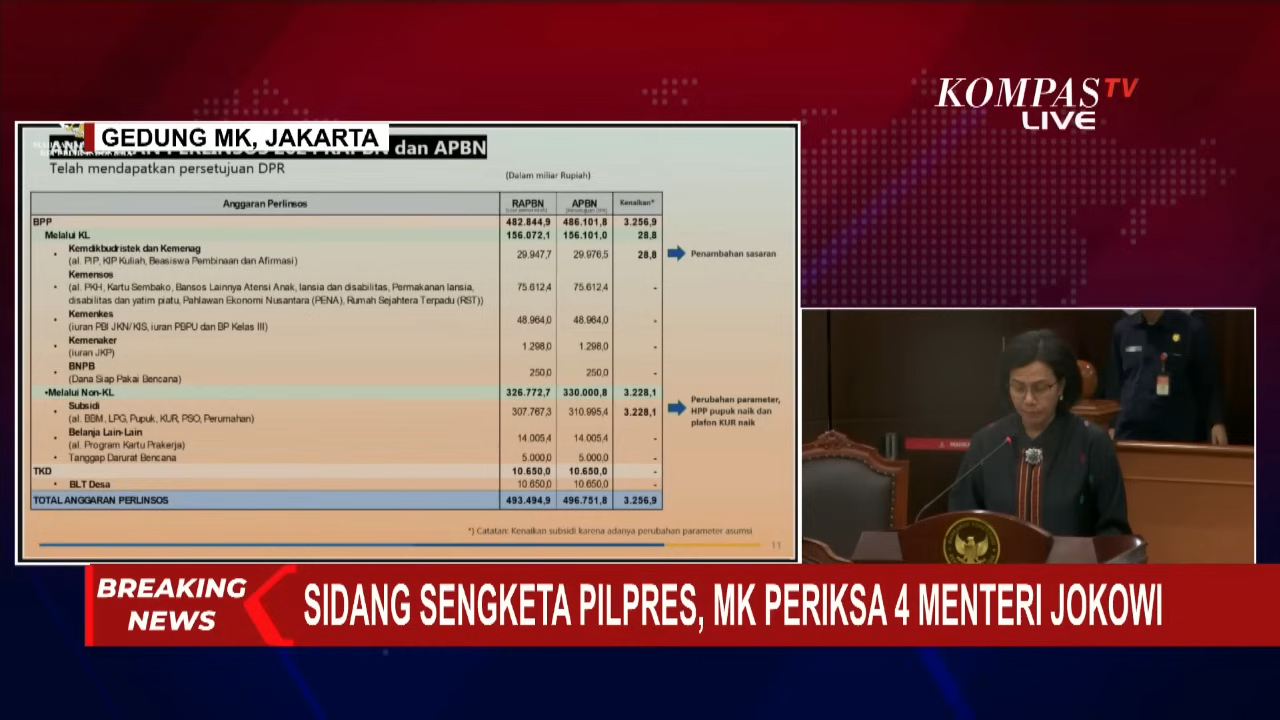 KOMPAS TV
LIVE
GEDUNG MK, JAKARTA
dan APBN
Telah mendapatkan persetujuan DPR
(Dalam miliar Rupiah)
Anggaran Perlinsos RAPBN APBN Kenaikan*
BPP 482.844,9 486.101,8 3.256,9
Melalui KL 156.072,1 156.101,0 28,8
• Kemdikbudristek dan Kemenag
(al. PIP, KIP Kuliah, Beasiswa Pembinaan dan Afirmasi) 29.947,7 29.976,5 28,8
Penambahan sasaran
Kemensos
• (al. PKH, Kartu Sembako, Bansos Lainnya Atensi Anak, lansia dan disabilitas, Permakanan lansia, 75.612,4 75.612,4 -
disabilitas dan yatim piatu, Pahlawan Ekonomi Nusantara (PENA), Rumah Sejahtera Terpadu (RST))
• Kemenkes 48.964,0 48.964,0 -
(iuran PBI JKN/KIS, iuran PBPU dan BP Kelas III)
• Kemenaker 1.298,0 1.298,0 -
(iuran JKP)
• BNPB 250,0 250,0 -
(Dana Siap Pakai Bencana)
•Melalui Non-KL 326.772,7 330.000,8 3.228,1
• Subsidi 307.767,3 310.995,4 3.228,1
(al. BBM, LPG, Pupuk, KUR, PSO, Perumahan)
Perubahan parameter,
HPP pupuk naik dan
plafon KUR naik
• Belanja Lain-Lain 14.005,4 14.005,4 -
(al. Program Kartu Prakerja)
• Tanggap Darurat Bencana 5.000,0 5.000,0 -
TKD 10.650,0 10.650,0 -
• BLT Desa 10.650,0 10.650,0 -
TOTAL ANGGARAN PERLINSOS 493.494,9 496.751,8 3.256,9
*) Catatan: Kenaikan subsidi karena adanya perubahan parameter asumsi
11
BREAKING
NEWS
SIDANG SENGKETA PILPRES, MK PERIKSA 4 MENTERI JOKOWI